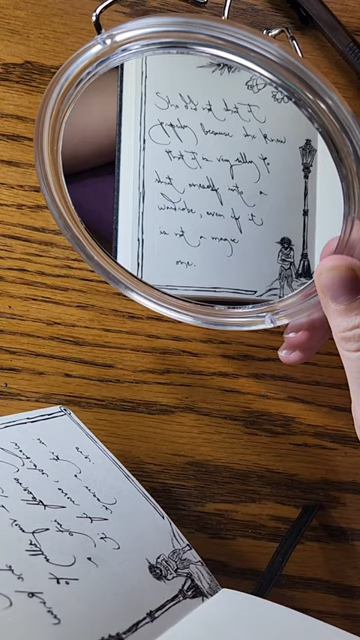 She did not shut it
properly because she knew
that it is very silly to
shut oneself into a
wardrobe, even if it
is not a magic
one.